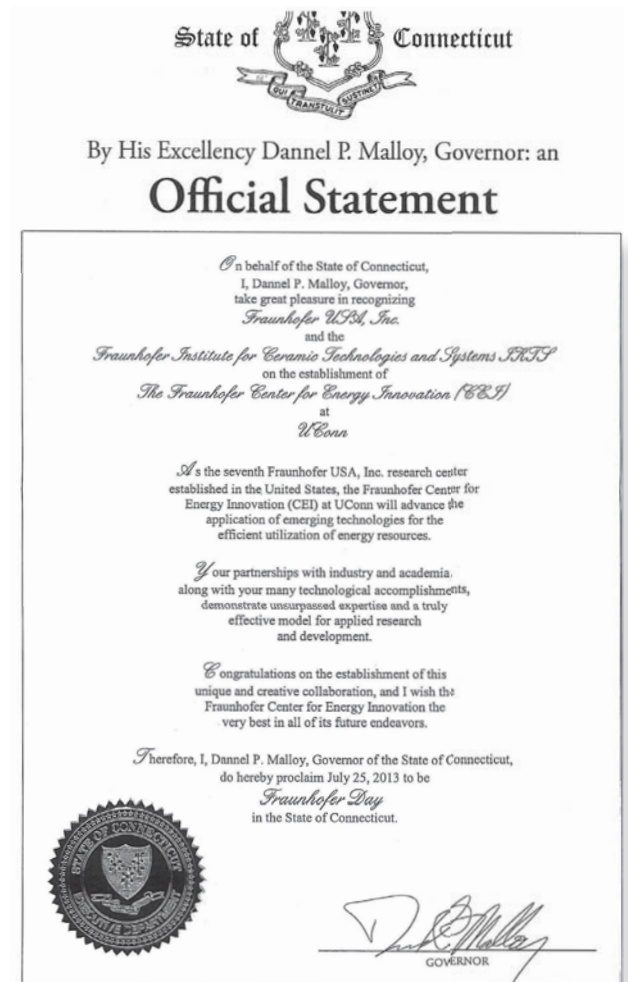 State of Connecticut
QUI TRANSTULIT SUSTINET
By His Excellency Dannel P. Malloy, Governor: an
Official Statement
On behalf of the State of Connecticut,
I, Dannel P. Malloy, Governor,
take great pleasure in recognizing
Fraunhofer USA, Inc.
and the
Fraunhofer Institute for Ceramic Technologies and Systems IKTS
on the establishment of
The Fraunhofer Center for Energy Innovation (CEI)
at
UConn
As the seventh Fraunhofer USA, Inc. research center
established in the United States, the Fraunhofer Center for
Energy Innovation (CEI) at UConn will advance the
application of emerging technologies for the
efficient utilization of energy resources.
Your partnerships with industry and academia,
along with your many technological accomplishments,
demonstrate unsurpassed expertise and a truly
effective model for applied research
and development.
Congratulations on the establishment of this
unique and creative collaboration, and I wish the
Fraunhofer Center for Energy Innovation the
very best in all of its future endeavors.
Therefore, I, Dannel P. Malloy, Governor of the State of Connecticut,
do hereby proclaim July 25, 2013 to be
Fraunhofer Day
in the State of Connecticut.
STATE OF CONNECTICUT
EXECUTIVE DEPARTMENT
Dannel P. Malloy
GOVERNOR